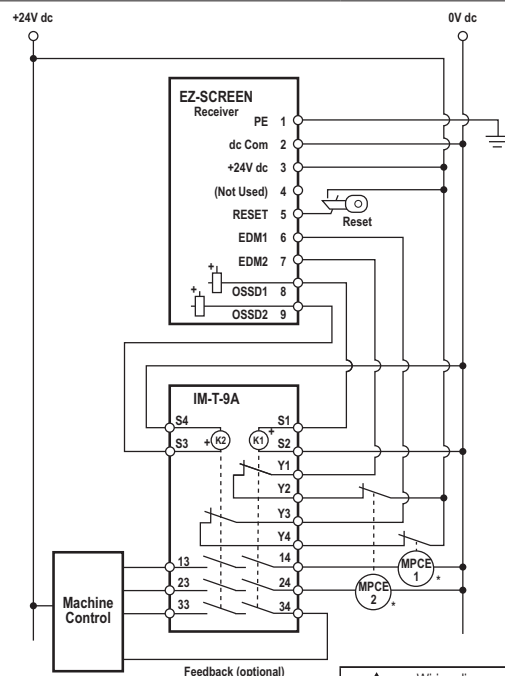 +24V dc
0V dc
EZ-SCREEN
Receiver
PE 1
dc Com 2
+24V dc 3
(Not Used) 4
RESET 5
Reset
EDM1 6
EDM2 7
+
OSSD1 8
+
OSSD2 9
IM-T-9A
S4
S1
S3
+
K2
K1
+
S2
Y1
Y2
Y3
Y4
13
14
23
24
33
34
MPCE
1
*
MPCE
2
*
Machine
Control
Feedback (optional)